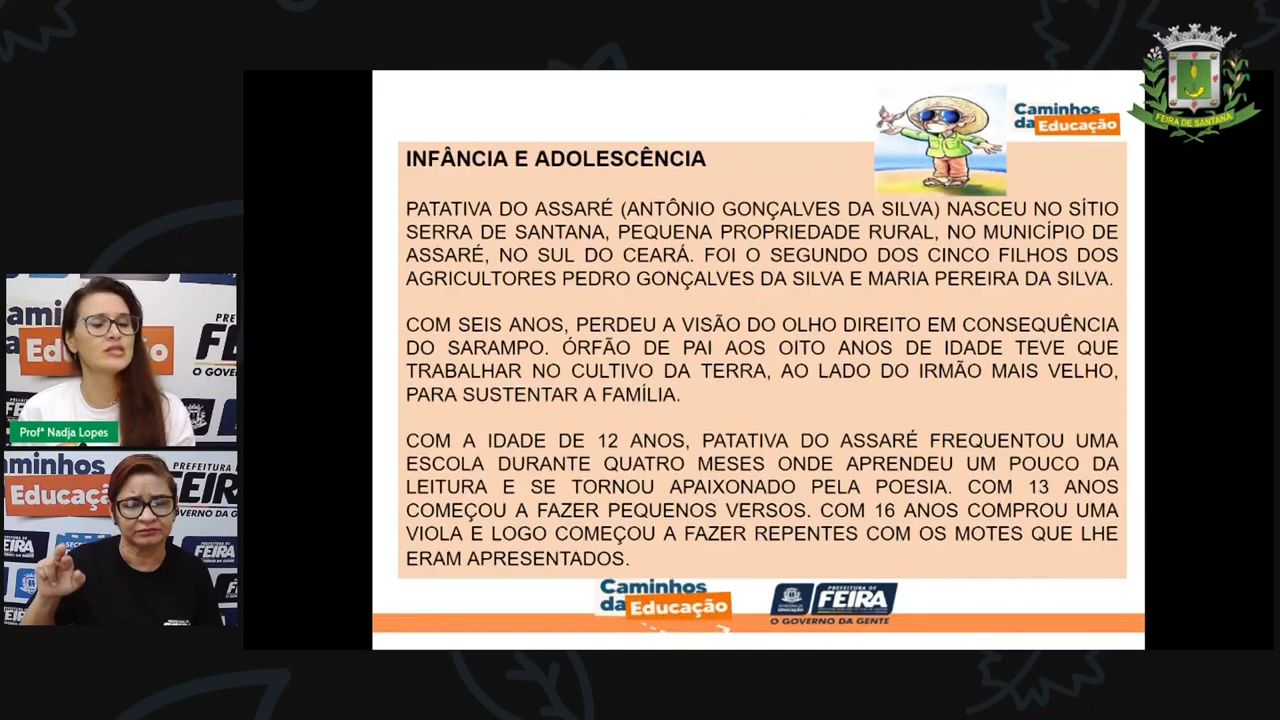 FEIRA DE SANTANA
Caminhos
da Educação
INFÂNCIA E ADOLESCÊNCIA
PATATIVA DO ASSARÉ (ANTÔNIO GONÇALVES DA SILVA) NASCEU NO SÍTIO
SERRA DE SANTANA, PEQUENA PROPRIEDADE RURAL, NO MUNICÍPIO DE
ASSARÉ, NO SUL DO CEARÁ. FOI O SEGUNDO DOS CINCO FILHOS DOS
AGRICULTORES PEDRO GONÇALVES DA SILVA E MARIA PEREIRA DA SILVA.
COM SEIS ANOS, PERDEU A VISÃO DO OLHO DIREITO EM CONSEQUÊNCIA
DO SARAMPO. ÓRFÃO DE PAI AOS OITO ANOS DE IDADE TEVE QUE
TRABALHAR NO CULTIVO DA TERRA, AO LADO DO IRMÃO MAIS VELHO,
PARA SUSTENTAR A FAMÍLIA.
COM A IDADE DE 12 ANOS, PATATIVA DO ASSARÉ FREQUENTOU UMA
ESCOLA DURANTE QUATRO MESES ONDE APRENDEU UM POUCO DA
LEITURA E SE TORNOU APAIXONADO PELA POESIA. COM 13 ANOS
COMEÇOU A FAZER PEQUENOS VERSOS. COM 16 ANOS COMPROU UMA
VIOLA E LOGO COMEÇOU A FAZER REPENTES COM OS MOTES QUE LHE
ERAM APRESENTADOS.
Caminhos
da Educação
PREFEITURA DE
FEIRA
O GOVERNO DA GENTE
Profª Nadja Lopes